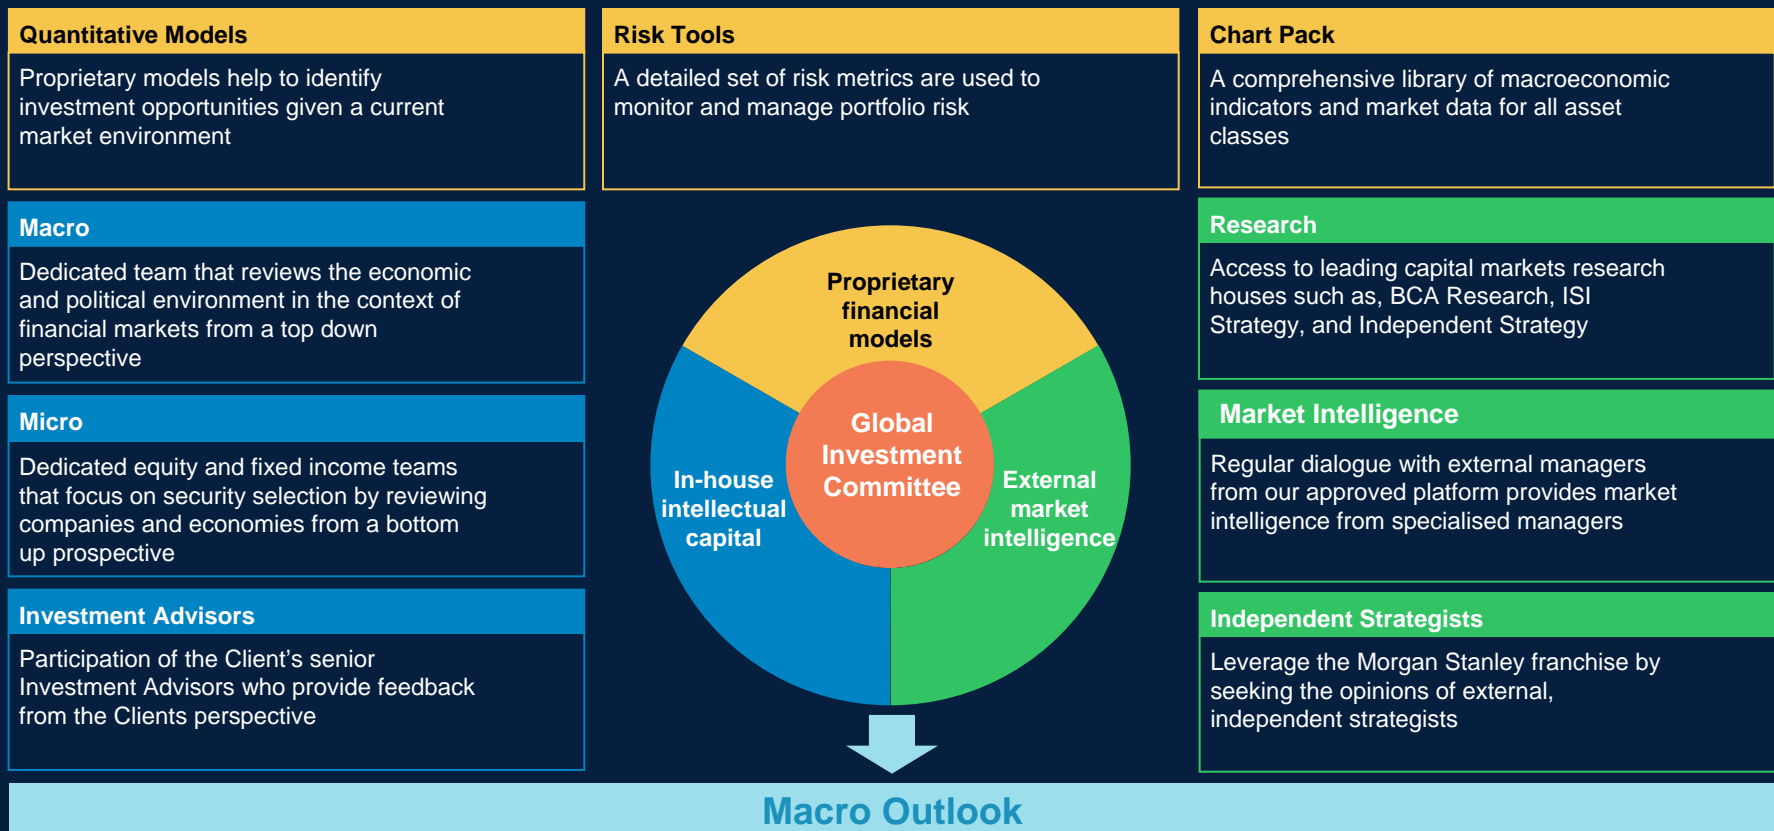 Quantitative Models
Proprietary models help to identify
investment opportunities given a current
market environment
Risk Tools
A detailed set of risk metrics are used to
monitor and manage portfolio risk
Chart Pack
A comprehensive library of macroeconomic
indicators and market data for all asset
classes
Macro
Dedicated team that reviews the economic
and political environment in the context of
financial markets from a top down
perspective
Micro
Dedicated equity and fixed income teams
that focus on security selection by reviewing
companies and economies from a bottom
up prospective
Investment Advisors
Participation of the Client's senior
Investment Advisors who provide feedback
from the Clients perspective
Proprietary
financial
models
Global
Investment
Committee
In-house
intellectual
capital
External
market
intelligence
Research
Access to leading capital markets research
houses such as, BCA Research, ISI
Strategy, and Independent Strategy
Market Intelligence
Regular dialogue with external managers
from our approved platform provides market
intelligence from specialised managers
Independent Strategists
Leverage the Morgan Stanley franchise by
seeking the opinions of external,
independent strategists
Macro Outlook